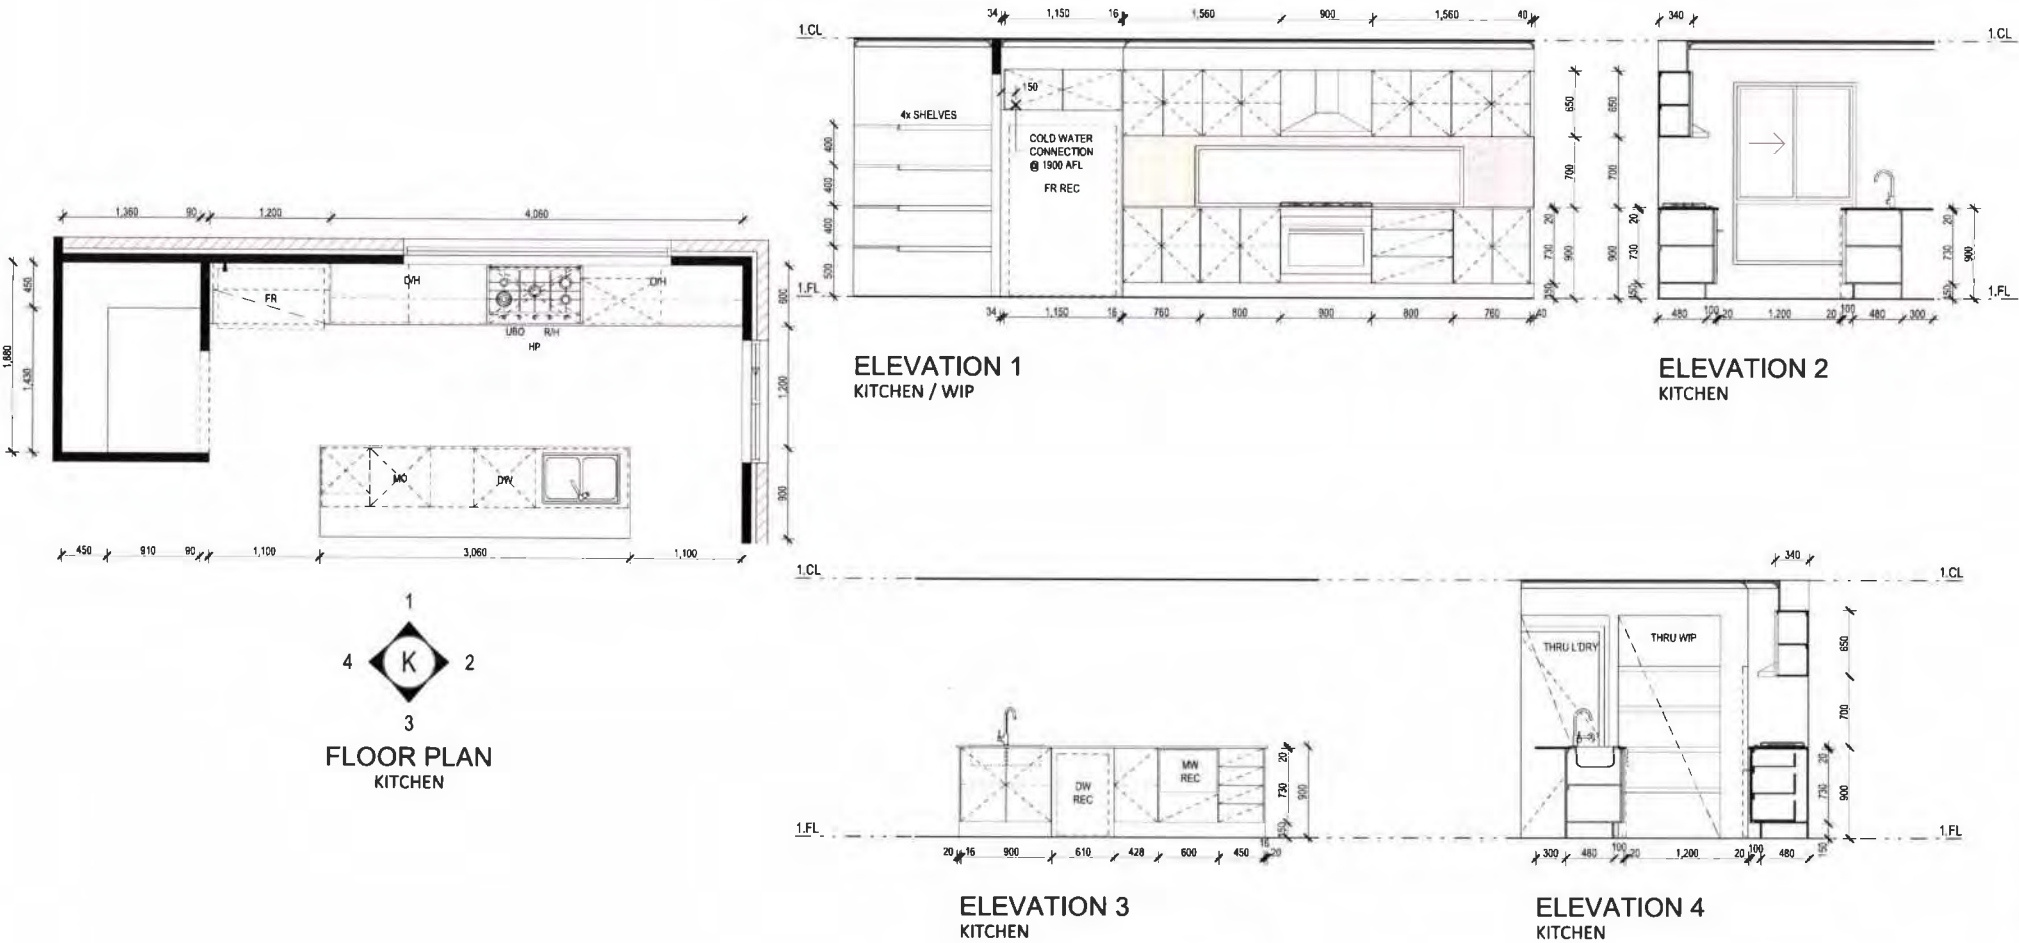 34 1,150 16 1,560 900 1,560 40
340
1.CL
1.CL
150
4x SHELVES
COLD WATER
CONNECTION
@ 1900 AFL
FR REC
400
400
400
500
650
700
20
730
900
150
650
700
900
20
730
150
20
730
150
900
1.FL
1.FL
34 1,150 16 760 800 900 800 760 40
480 100 20 1,200 20 100 480 300
ELEVATION 1
KITCHEN / WIP
ELEVATION 2
KITCHEN
1,360 90 1,200 4,060
450
1,430
1,880
FR
O/H
O/H
UBO R/H
HP
600
1,200
900
MO
DW
450 910 90 1,100 3,060 1,100
1
4 K 2
3
FLOOR PLAN
KITCHEN
1.CL
340
1.CL
THRU L'DRY
THRU WIP
650
700
20
730
900
150
DW
REC
MW
REC
20
730
150
900
1.FL
1.FL
20 16 900 610 428 600 450 16 20
300 480 100 20 1,200 20 100 480
ELEVATION 3
KITCHEN
ELEVATION 4
KITCHEN